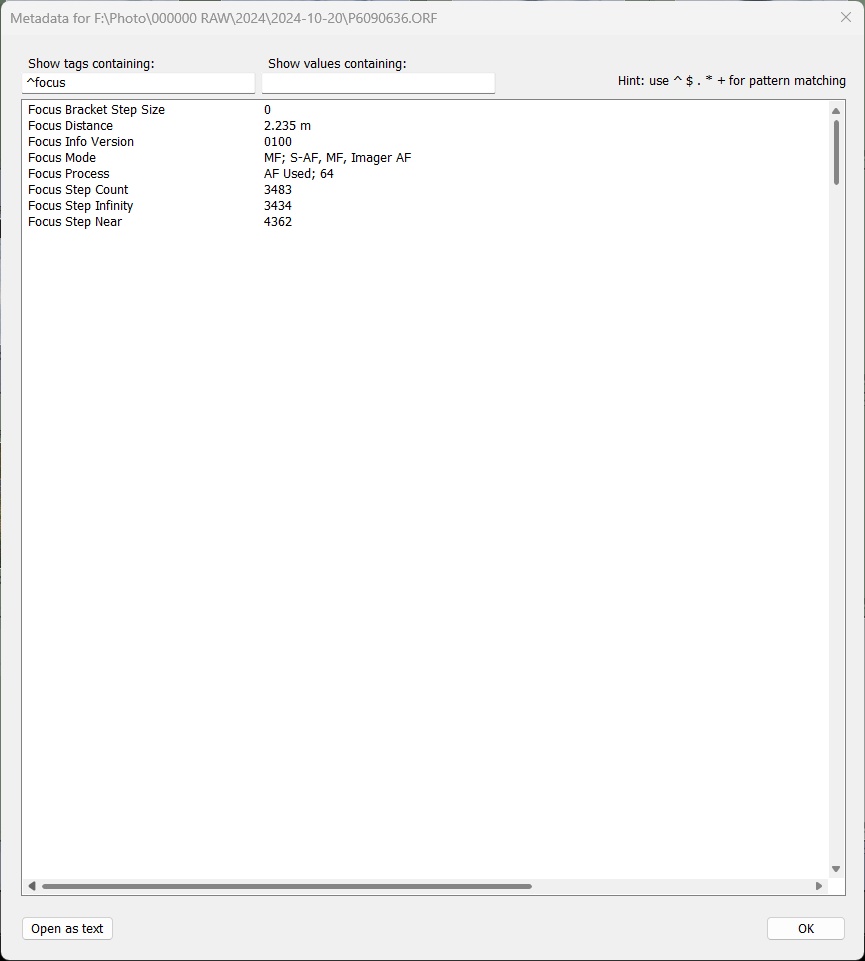 Metadata for F:\Photo\000000 RAW\2024\2024-10-20\P6090636.ORF
Show tags containing: Show values containing:
^focus
Hint: use ^ $ . * + for pattern matching
Focus Bracket Step Size 0
Focus Distance 2.235 m
Focus Info Version 0100
Focus Mode MF; S-AF, MF, Imager AF
Focus Process AF Used; 64
Focus Step Count 3483
Focus Step Infinity 3434
Focus Step Near 4362
Open as text OK